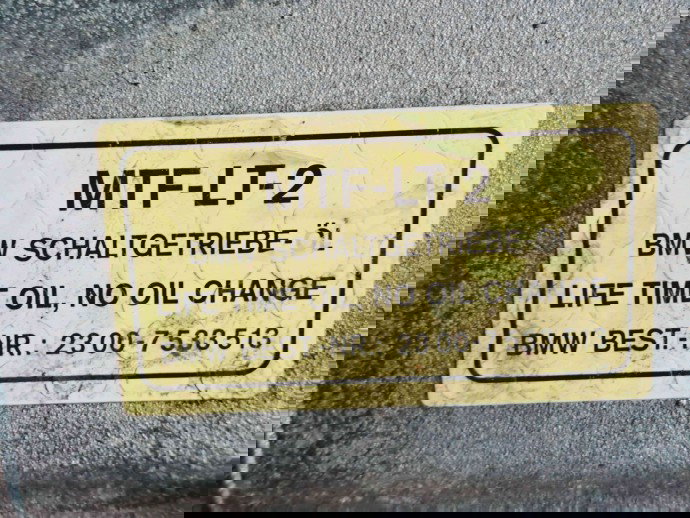 MTF-LT-2
BMW SCHALTGETRIEBE-
LIFE TIME OIL, NO OIL CHANGE
BMW BEST.-NR.: 23 00-7 533 513